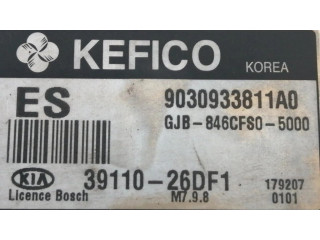 KEFICO KOREA
ES 9030933811A0
GJB-846CFS0-5000
KIA 39110-26DF1 179207
Licence Bosch M7.9.8 0101